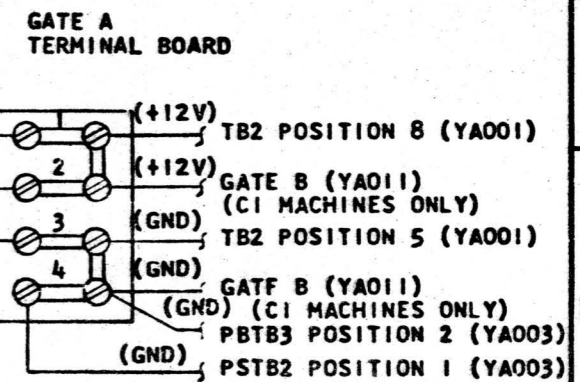 GATE A
TERMINAL BOARD
(+12V)
TB2 POSITION 8 (YA001)
2
(+12V)
GATE B (YA011)
(CI MACHINES ONLY)
3
(GND)
TB2 POSITION 5 (YA001)
4
(GND)
GATF B (YA011)
(GND) (CI MACHINES ONLY)
PBTB3 POSITION 2 (YA003)
(GND)
PSTB2 POSITION 1 (YA003)